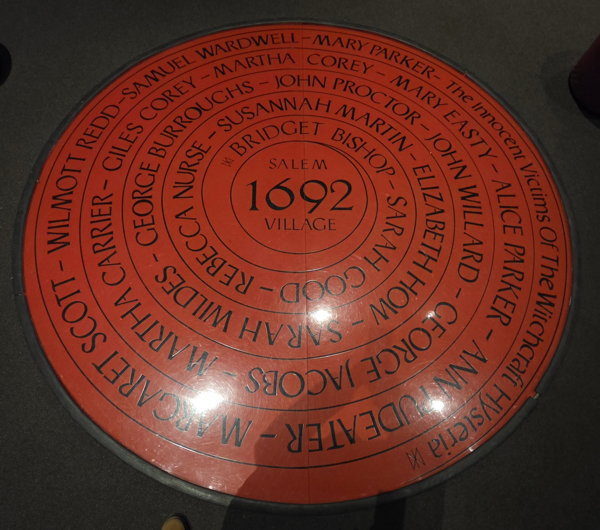 SALEM
1692
VILLAGE
BRIDGET BISHOP - SARAH GOOD - REBECCA NURSE - SUSANNAH MARTIN - ELIZABETH HOW - SARAH WILDES - GEORGE BURROUGHS - JOHN PROCTOR - JOHN WILLARD - GEORGE JACOBS - MARTHA CARRIER - GILES COREY - MARTHA COREY - MARY EASTY - ALICE PARKER - ANN PUDEATER - MARGARET SCOTT - WILMOTT REDD - SAMUEL WARDWELL - MARY PARKER - The Innocent Victims Of The Witchcraft Hysteria